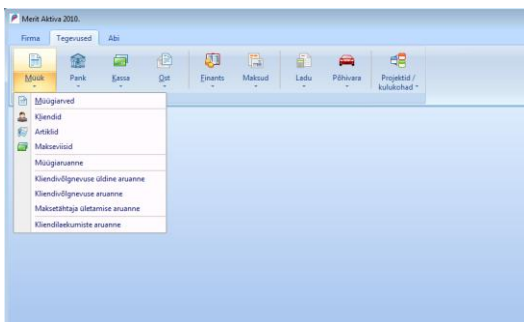 Merit Aktiva 2010.
Firma Tegevused Abi
Müük Pank Kassa Ost Finants Maksud Ladu Põhivara Projektid / kulukohad
Müügiarved
Kliendid
Artiklid
Makseviisid
Müügiaruanne
Kliendivõlgnevuse üldine aruanne
Kliendivõlgnevuse aruanne
Maksetähtaja ületamise aruanne
Kliendilaekumiste aruanne